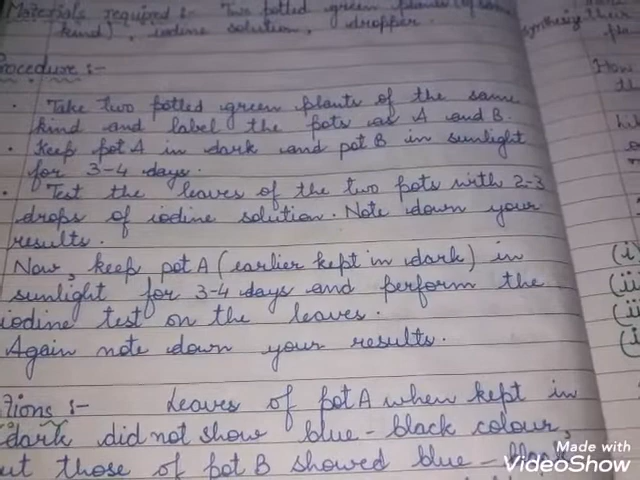 Materials required :- Two potted green plants (of same
kind), iodine solution, dropper.
Procedure :-
• Take two potted green plants of the same
kind and label the pots as A and B.
• Keep pot A in dark and pot B in sunlight
for 3-4 days.
• Test the leaves of the two pots with 2-3
drops of iodine solution. Note down your
results.
Now, keep pot A (earlier kept in dark) in
sunlight for 3-4 days and perform the
iodine test on the leaves.
Again note down your results.
tions :- Leaves of pot A when kept in
dark did not show blue-black colour,
ut those of pot B showed blue-black
How
(i)
(ii
(iii
(i
Made with
VideoShow